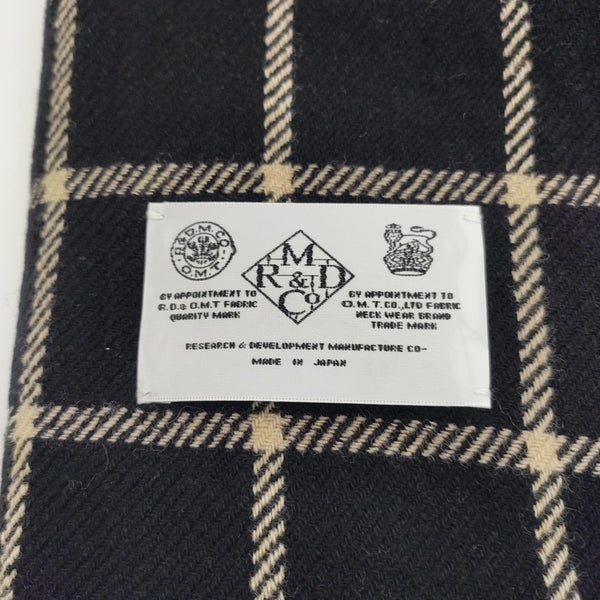 R.&D.M.CO.
O.M.T.
M
R & D
Co
BY APPOINTMENT TO
R.D.& O.M.T FABRIC
QUARITY MARK
BY APPOINTMENT TO
O.M.T.CO.,LTD FABRIC
NECK WEAR BRAND
TRADE MARK
RESEARCH & DEVELOPMENT MANUFACTURE CO-
MADE IN JAPAN